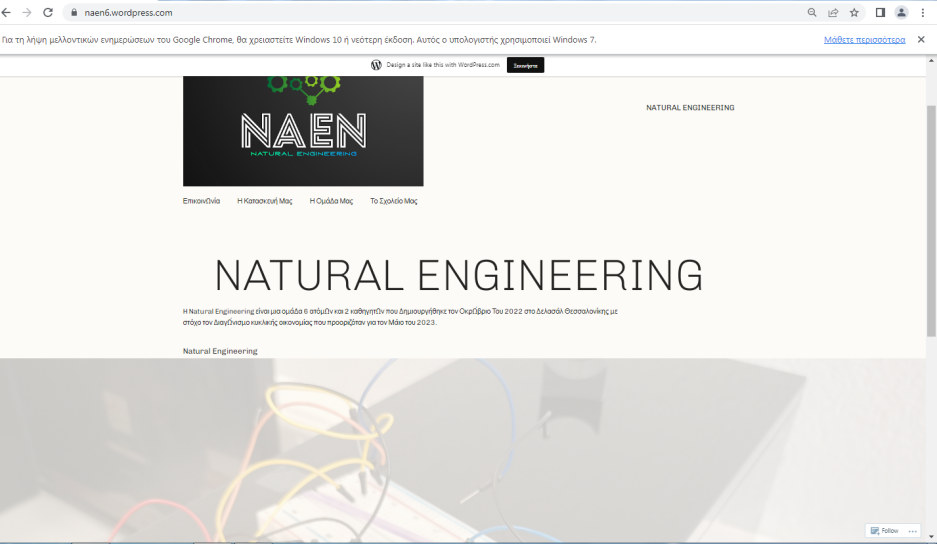 naen6.wordpress.com
Για τη λήψη μελλοντικών ενημερώσεων του Google Chrome, θα χρειαστείτε Windows 10 ή νεότερη έκδοση. Αυτός ο υπολογιστής χρησιμοποιεί Windows 7.
Μάθετε περισσότερα
Design a site like this with WordPress.com
Ξεκινήστε
NAEN
NATURAL ENGINEERING
NATURAL ENGINEERING
Επικοινωνία Η Κατασκευή Μας Η Ομάδα Μας Το Σχολείο Μας
NATURAL ENGINEERING
Η Natural Engineering είναι μια ομάδα 6 ατόμων και 2 καθηγητών που Δημιουργήθηκε τον Οκρώβριο Του 2022 στο Δελασάλ Θεσσαλονίκης με
στόχο τον Διαγώνισμο κυκλικής οικονομίας που προοριζόταν για τον Μάιο του 2023.
Natural Engineering
Follow